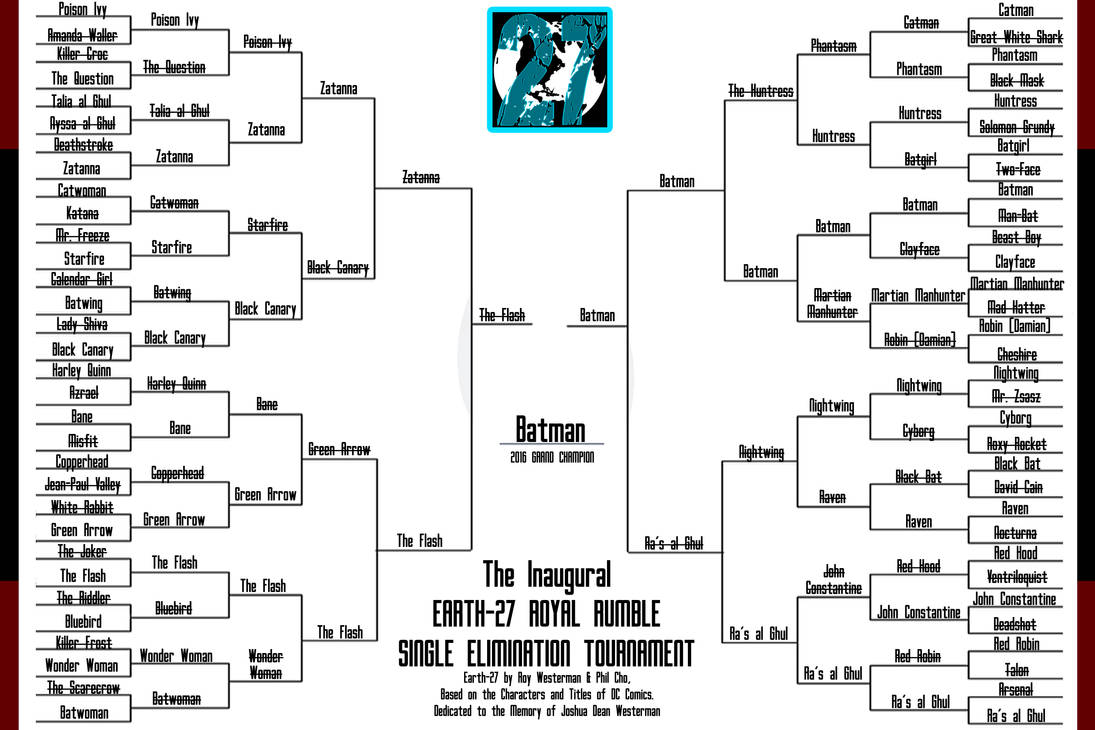 Poison Ivy
Amanda Waller
Killer Croc
The Question
Talia al Ghul
Nyssa al Ghul
Deathstroke
Zatanna
Catwoman
Katana
Mr. Freeze
Starfire
Calendar Girl
Batwing
Lady Shiva
Black Canary
Harley Quinn
Azrael
Bane
Misfit
Copperhead
Jean-Paul Valley
White Rabbit
Green Arrow
The Joker
The Flash
The Riddler
Bluebird
Killer Frost
Wonder Woman
The Scarecrow
Batwoman
Poison Ivy
The Question
Talia al Ghul
Zatanna
Catwoman
Starfire
Batwing
Black Canary
Harley Quinn
Bane
Copperhead
Green Arrow
The Flash
Bluebird
Wonder Woman
Batwoman
Poison Ivy
Zatanna
Starfire
Black Canary
Bane
Green Arrow
The Flash
Wonder
Woman
Zatanna
Black Canary
Green Arrow
The Flash
Zatanna
The Flash
The Flash
27
Batman
Batman
2016 GRAND CHAMPION
Batman
Ra's al Ghul
The Huntress
Batman
Nightwing
Ra's al Ghul
Phantasm
Huntress
Batman
Martian
Manhunter
Nightwing
Raven
John
Constantine
Ra's al Ghul
Catman
Phantasm
Huntress
Batgirl
Batman
Clayface
Martian Manhunter
Robin (Damian)
Nightwing
Cyborg
Black Bat
Raven
Red Hood
John Constantine
Red Robin
Ra's al Ghul
Catman
Great White Shark
Phantasm
Black Mask
Huntress
Solomon Grundy
Batgirl
Two-Face
Batman
Man-Bat
Beast Boy
Clayface
Martian Manhunter
Mad Hatter
Robin (Damian)
Cheshire
Nightwing
Mr. Zsasz
Cyborg
Roxy Rocket
Black Bat
David Cain
Raven
Nocturna
Red Hood
Ventriloquist
John Constantine
Deadshot
Red Robin
Talon
Arsenal
Ra's al Ghul
The Inaugural
EARTH-27 ROYAL RUMBLE
SINGLE ELIMINATION TOURNAMENT
Earth-27 by Roy Westerman & Phil Cho,
Based on the Characters and Titles of DC Comics.
Dedicated to the Memory of Joshua Dean Westerman